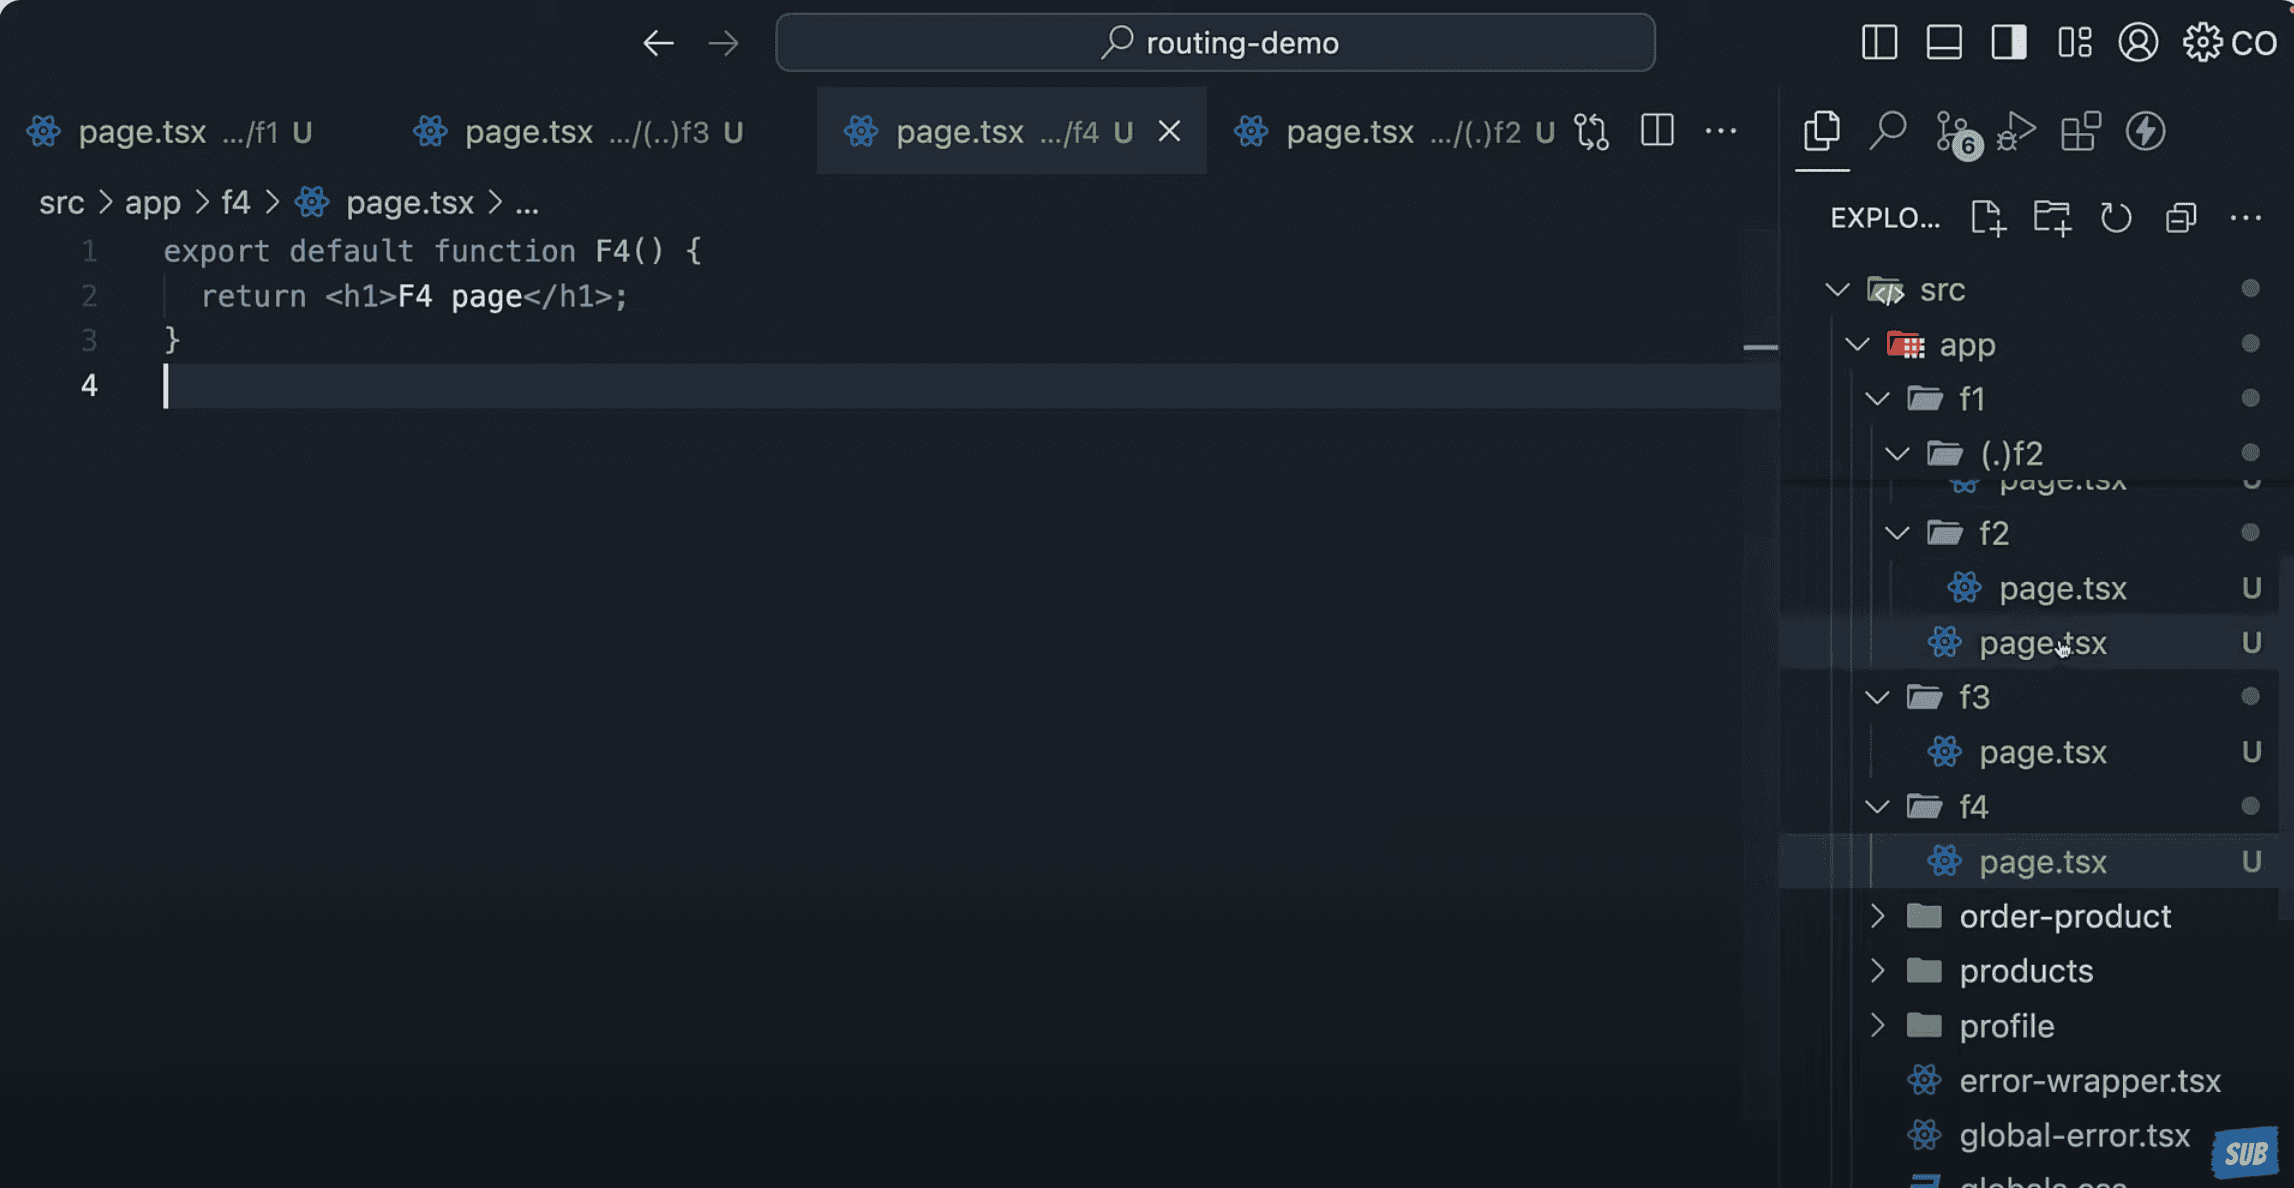 routing-demo
CO
page.tsx .../f1 U
page.tsx .../(..)f3 U
page.tsx .../f4 U
page.tsx .../(.)f2 U
6
src > app > f4 > page.tsx > ...
EXPLO...
1 export default function F4() {
2 return <h1>F4 page</h1>;
3 }
4
src
app
f1
(.)f2
page.tsx U
f2
page.tsx U
page.tsx U
f3
page.tsx U
f4
page.tsx U
order-product
products
profile
error-wrapper.tsx
global-error.tsx
globals.css
SUB